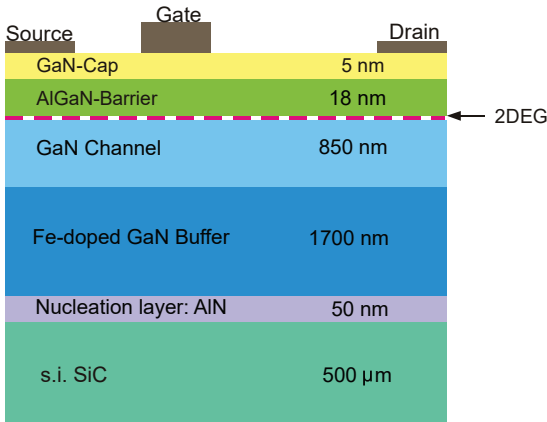 Gate
Source
Drain
GaN-Cap 5 nm
AlGaN-Barrier 18 nm
2DEG
GaN Channel 850 nm
Fe-doped GaN Buffer 1700 nm
Nucleation layer: AlN 50 nm
s.i. SiC 500 μm